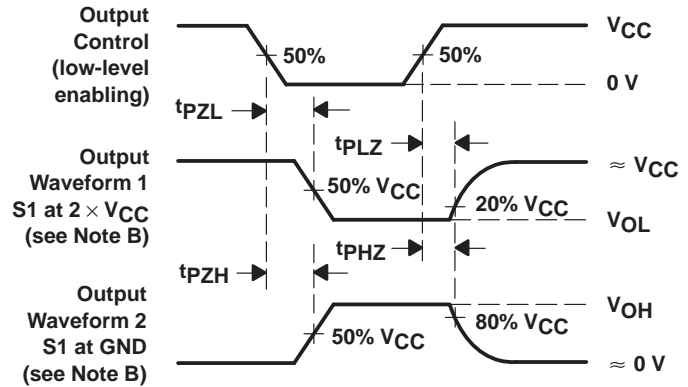 Output
Control
(low-level
enabling)
50%
50%
VCC
0 V
tPZL
tPLZ
Output
Waveform 1
S1 at 2 × VCC
(see Note B)
50% VCC
20% VCC
≈ VCC
VOL
tPZH
tPHZ
Output
Waveform 2
S1 at GND
(see Note B)
50% VCC
80% VCC
VOH
≈ 0 V